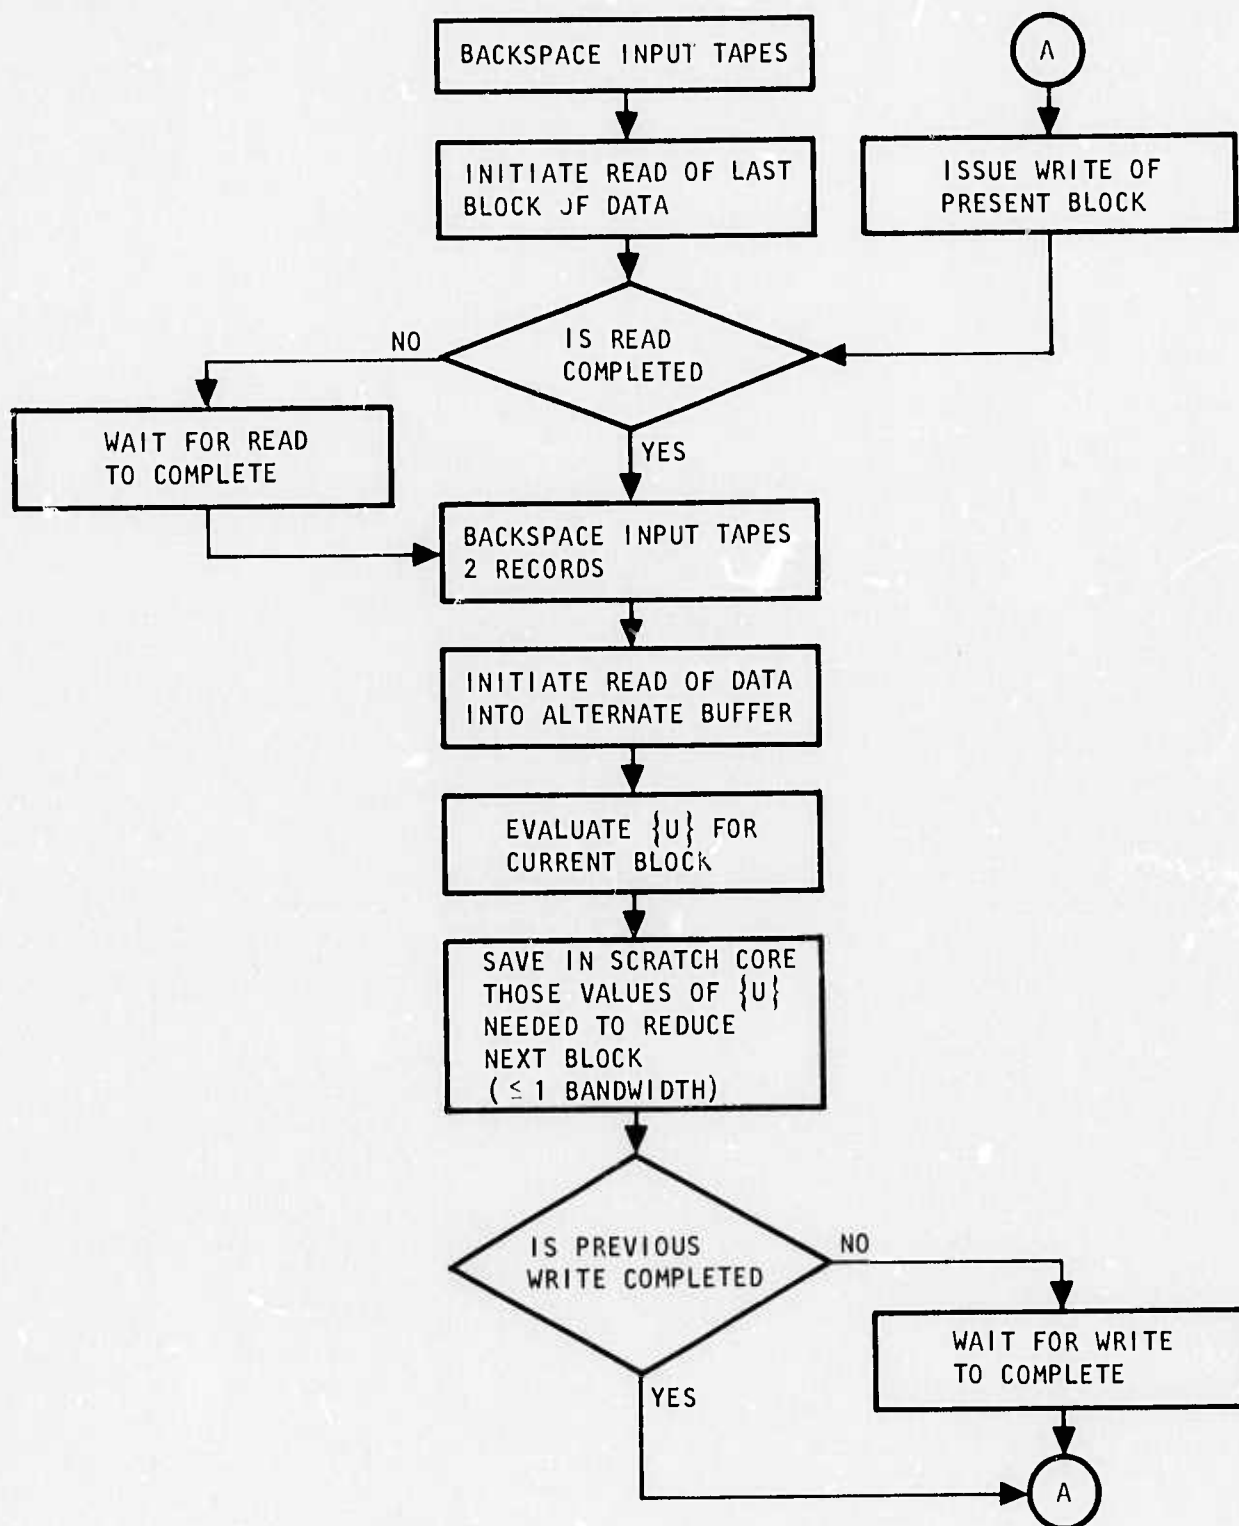 BACKSPACE INPUT TAPES
A
INITIATE READ OF LAST
BLOCK JF DATA
ISSUE WRITE OF
PRESENT BLOCK
IS READ
COMPLETED
NO
YES
WAIT FOR READ
TO COMPLETE
BACKSPACE INPUT TAPES
2 RECORDS
INITIATE READ OF DATA
INTO ALTERNATE BUFFER
EVALUATE {U} FOR
CURRENT BLOCK
SAVE IN SCRATCH CORE
THOSE VALUES OF {U}
NEEDED TO REDUCE
NEXT BLOCK
( ≤ 1 BANDWIDTH)
IS PREVIOUS
WRITE COMPLETED
NO
YES
WAIT FOR WRITE
TO COMPLETE
A